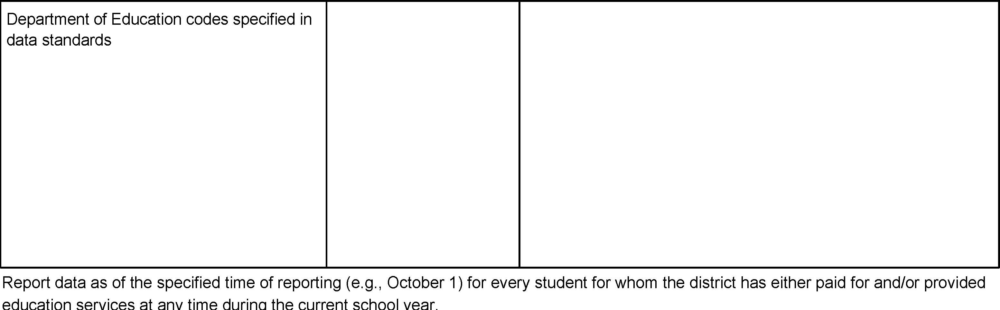 Department of Education codes specified in
data standards
Report data as of the specified time of reporting (e.g., October 1) for every student for whom the district has either paid for and/or provided
education services at any time during the current school year.